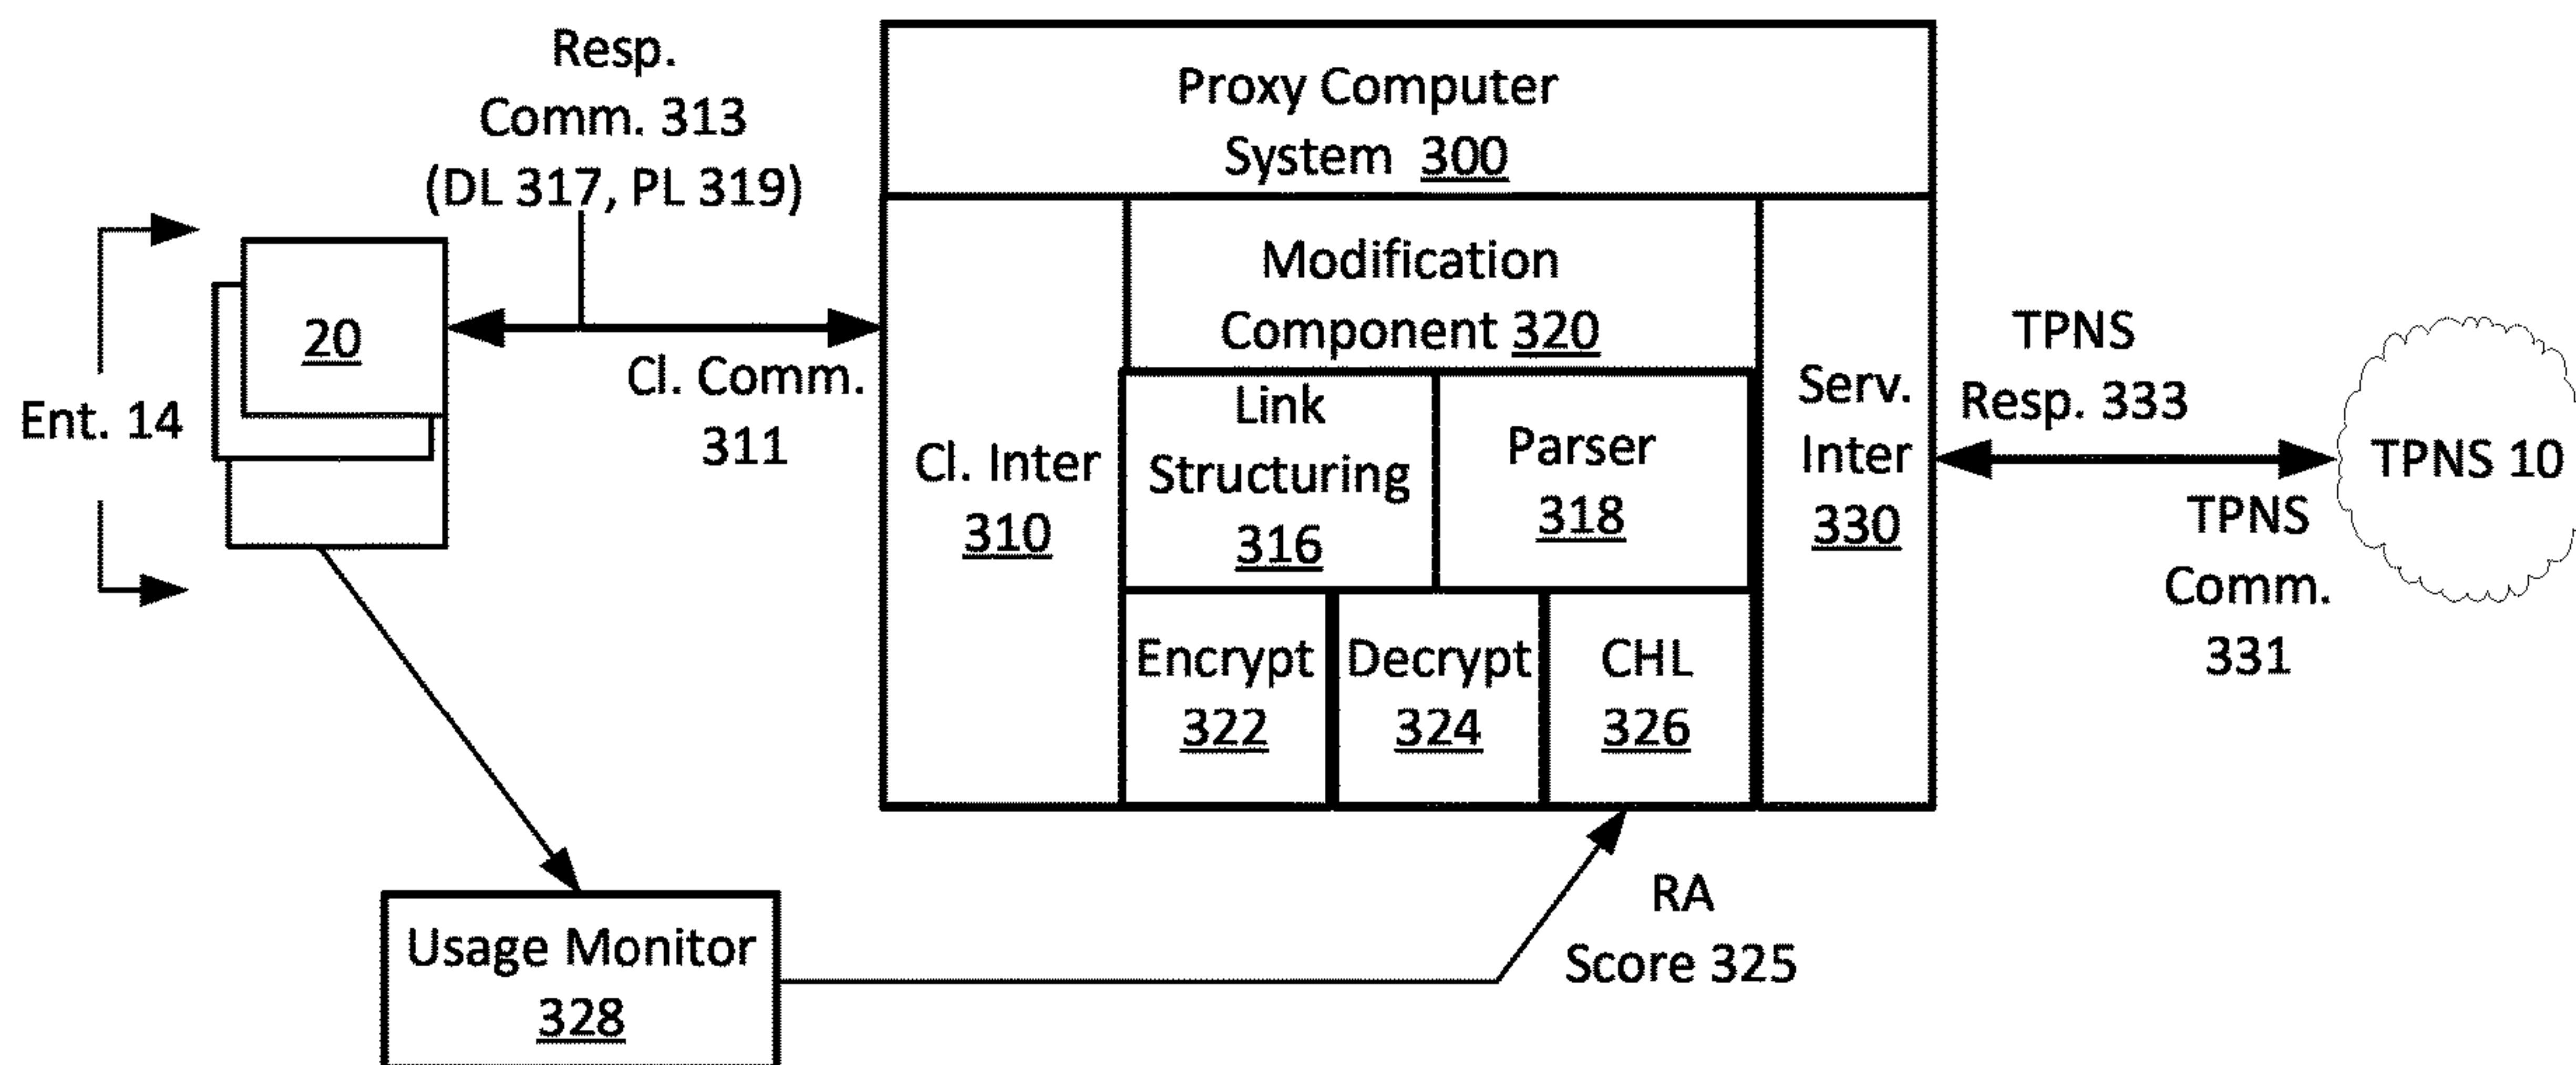 Resp.
Comm. 313
(DL 317, PL 319)
Ent. 14
20
Cl. Comm.
311
Proxy Computer
System 300
Cl. Inter
310
Modification
Component 320
Link
Structuring
316
Parser
318
Encrypt
322
Decrypt
324
CHL
326
Serv.
Inter
330
TPNS
Resp. 333
TPNS
Comm.
331
TPNS 10
Usage Monitor
328
RA
Score 325